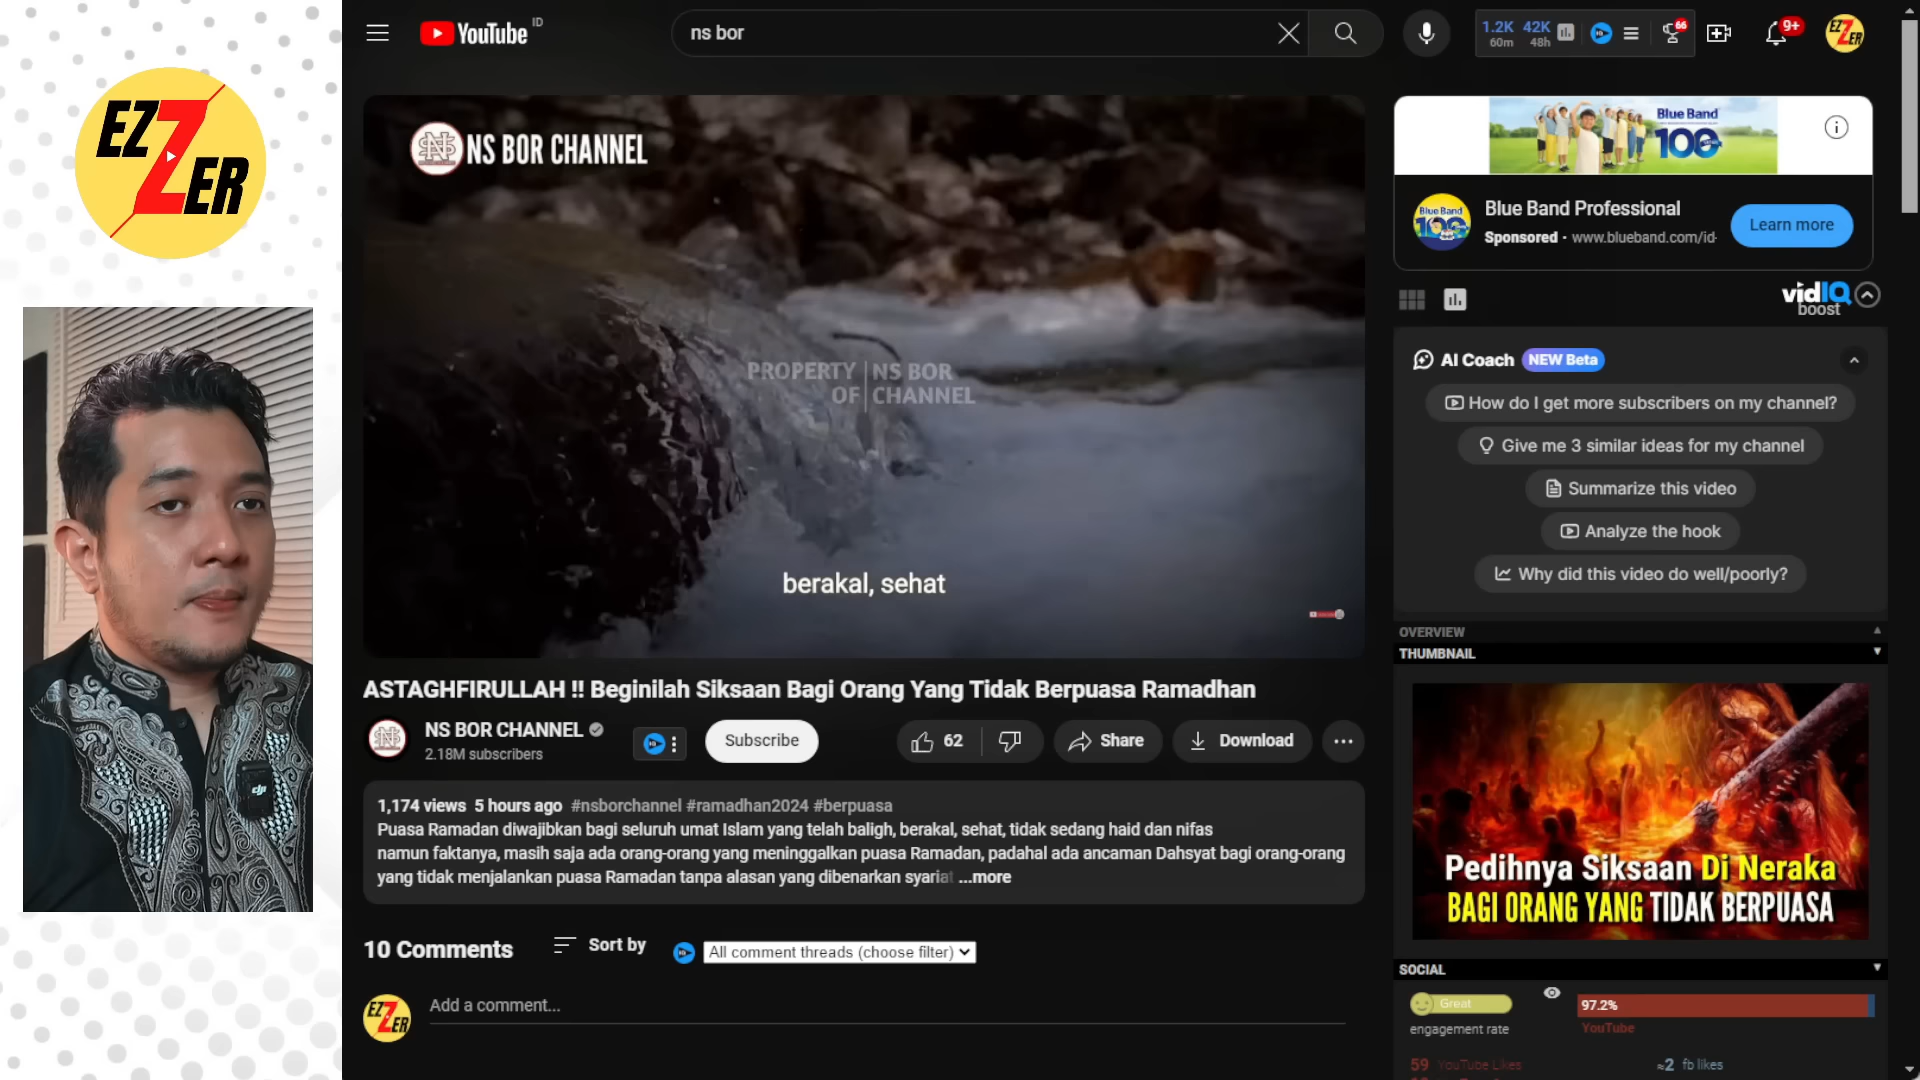 EZZER
dji
YouTube ID
ns bor
1.2K 42K
60m 48h
66
9+
EZZER
NS BOR CHANNEL
PROPERTY NS BOR
OF CHANNEL
berakal, sehat
ASTAGHFIRULLAH !! Beginilah Siksaan Bagi Orang Yang Tidak Berpuasa Ramadhan
NS BOR CHANNEL
2.18M subscribers
Subscribe
62
Share
Download
1,174 views 5 hours ago #nsborchannel #ramadhan2024 #berpuasa
Puasa Ramadan diwajibkan bagi seluruh umat Islam yang telah baligh, berakal, sehat, tidak sedang haid dan nifas
namun faktanya, masih saja ada orang-orang yang meninggalkan puasa Ramadan, padahal ada ancaman Dahsyat bagi orang-orang
yang tidak menjalankan puasa Ramadan tanpa alasan yang dibenarkan syariat ...more
10 Comments
Sort by
All comment threads (choose filter)
EZZER
Add a comment...
Blue Band
100
Blue Band
100
Blue Band Professional
Sponsored · www.blueband.com/id-
Learn more
vidIQ
boost
AI Coach NEW Beta
How do I get more subscribers on my channel?
Give me 3 similar ideas for my channel
Summarize this video
Analyze the hook
Why did this video do well/poorly?
OVERVIEW
THUMBNAIL
Pedihnya Siksaan Di Neraka
BAGI ORANG YANG TIDAK BERPUASA
SOCIAL
Great
engagement rate
97.2%
YouTube
59 YouTube Likes
≈2 fb likes